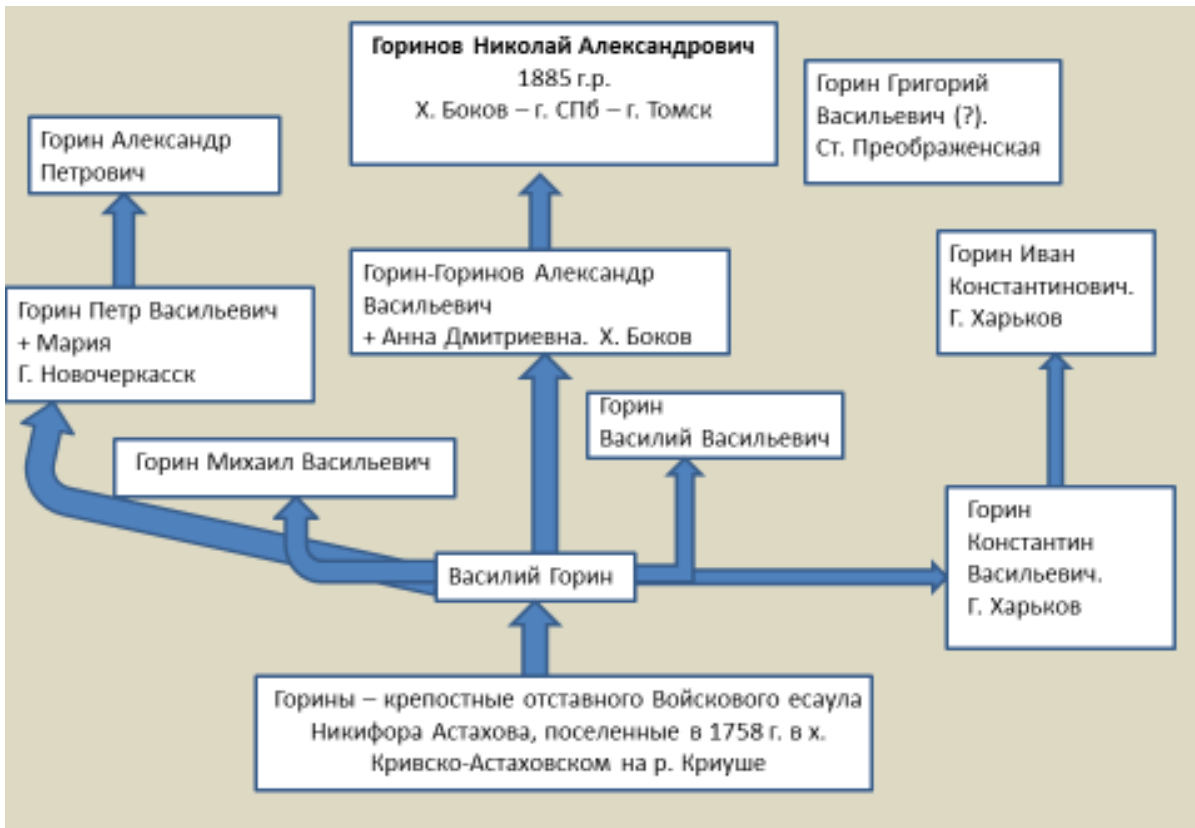 Горинов Николай Александрович
1885 г.р.
Х. Боков – г. СПб – г. Томск
Горин Григорий
Васильевич (?).
Ст. Преображенская
Горин Александр
Петрович
Горин Иван
Константинович.
Г. Харьков
Горин-Горинов Александр
Васильевич
+ Анна Дмитриевна. Х. Боков
Горин Петр Васильевич
+ Мария
Г. Новочеркасск
Горин
Василий Васильевич
Горин Михаил Васильевич
Горин
Константин
Васильевич.
Г. Харьков
Василий Горин
Горины – крепостные отставного Войскового есаула
Никифора Астахова, поселенные в 1758 г. в х.
Кривско-Астаховском на р. Криуше